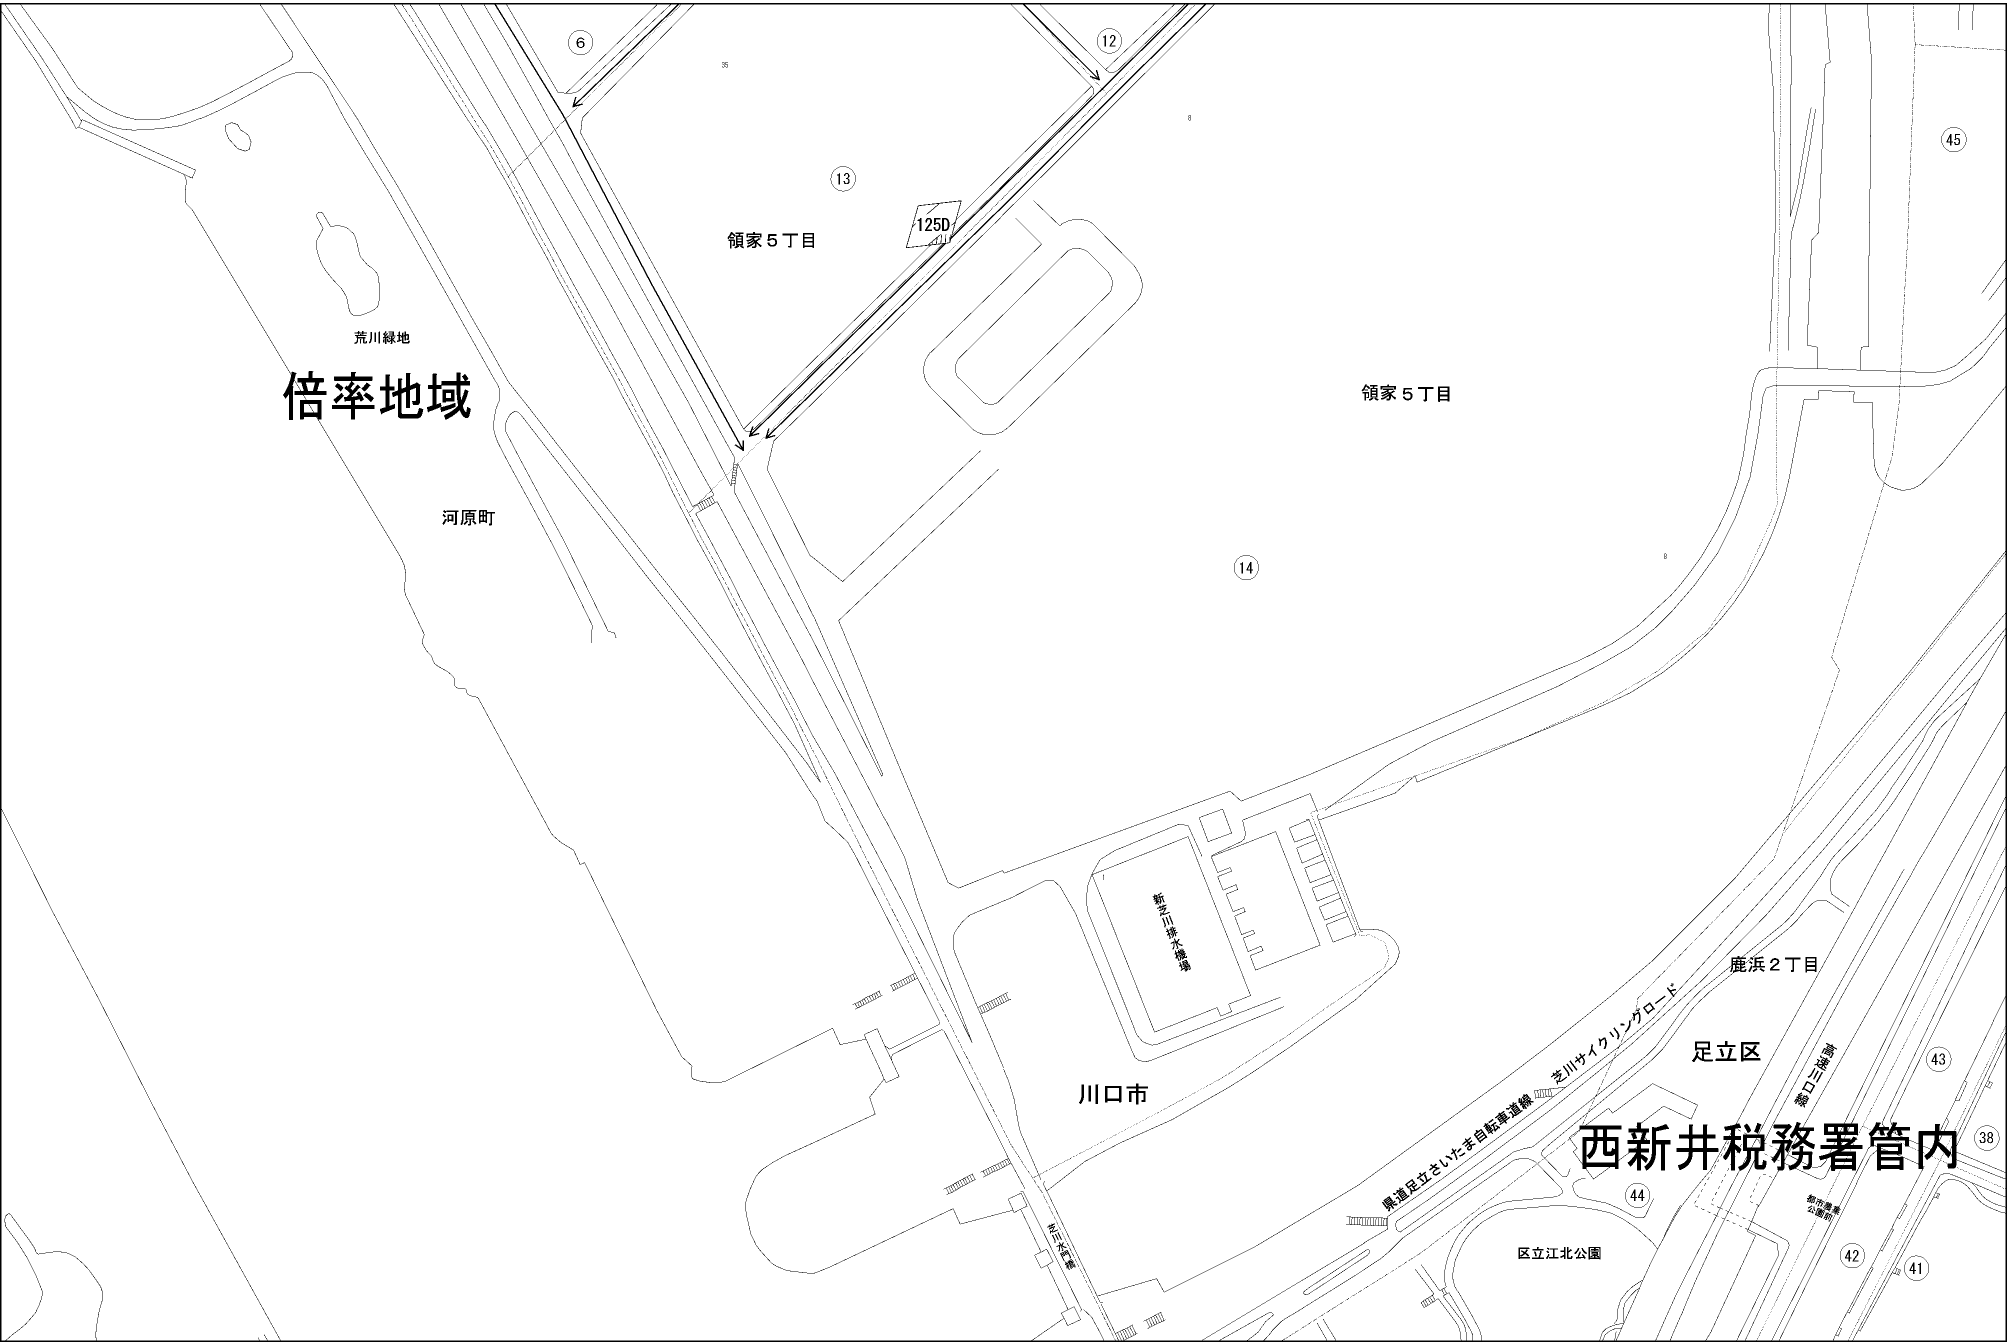 6
12
35
8
45
13
125D
領家5丁目
荒川緑地
倍率地域
領家5丁目
河原町
8
14
新芝川排水機場
鹿浜2丁目
芝川サイクリングロード
足立区
高速川口線
43
川口市
県道足立さいたま自転車道線
西新井税務署管内
38
44
都市農業
公園前
芝川水門橋
区立江北公園
42
41